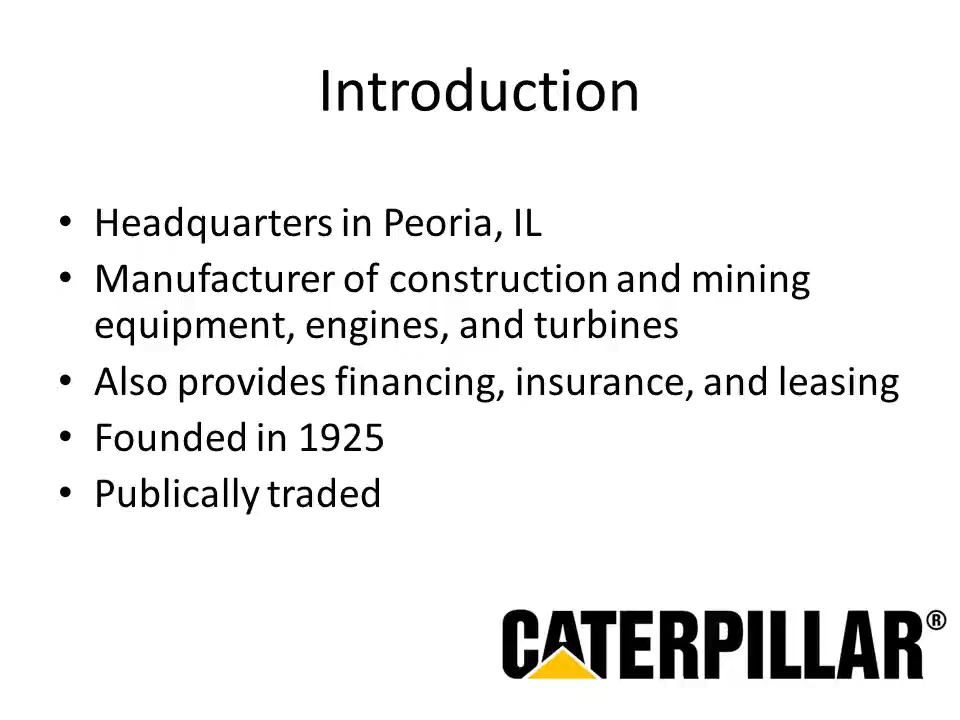 Introduction
• Headquarters in Peoria, IL
• Manufacturer of construction and mining
equipment, engines, and turbines
• Also provides financing, insurance, and leasing
• Founded in 1925
• Publically traded
CATERPILLAR®